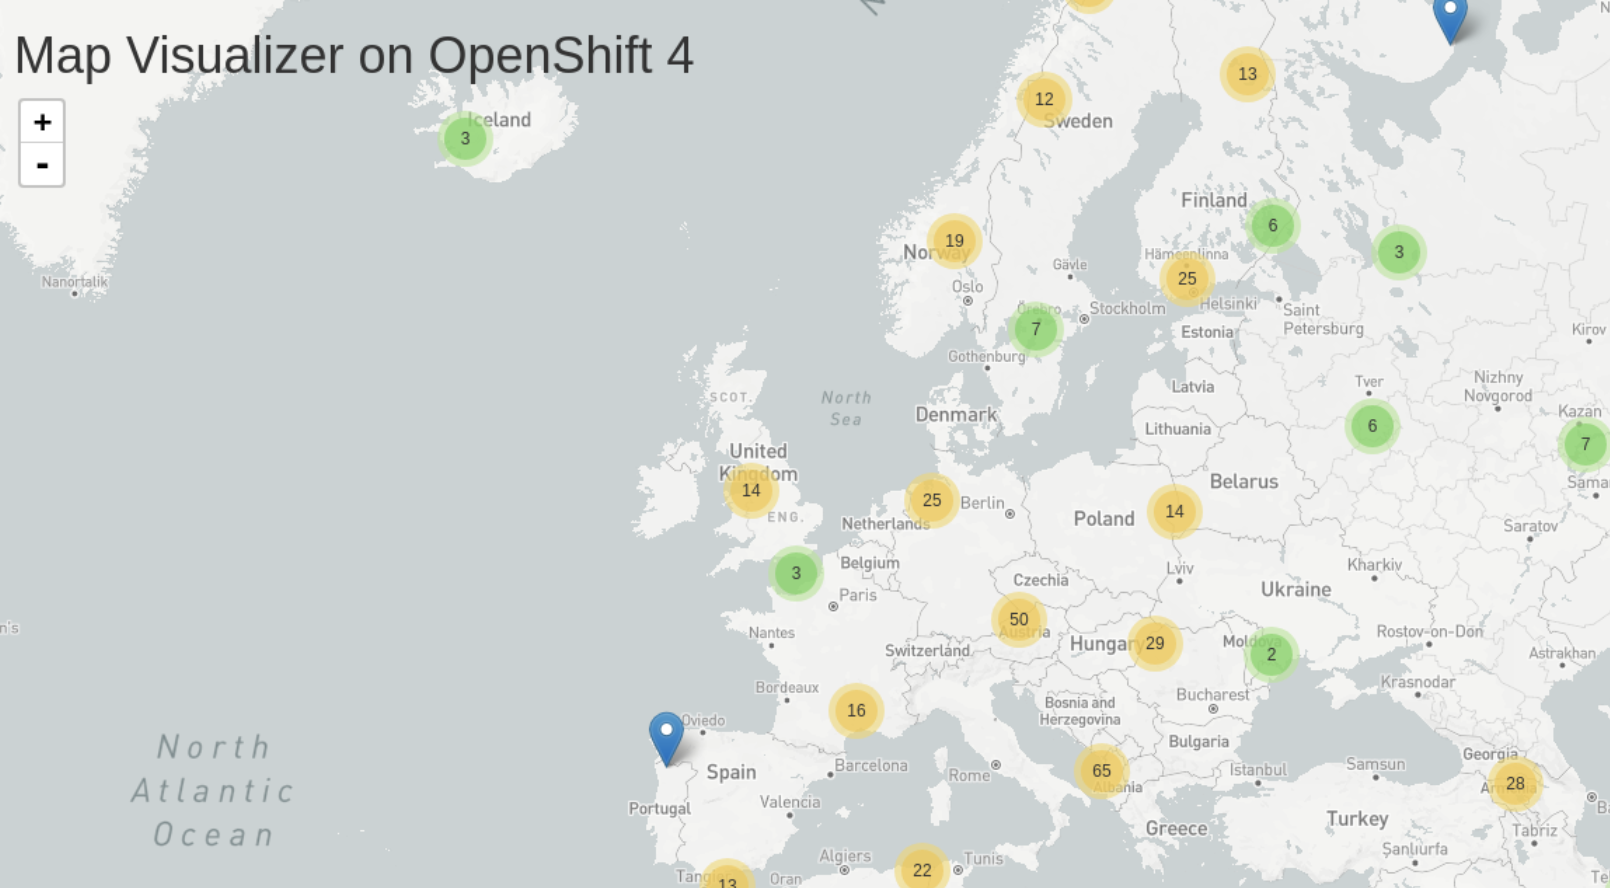 Map Visualizer on OpenShift 4
+
-
13
12
Sweden
Iceland
3
Finland
6
19
Norway
3
Hämeenlinna
25
Gävle
Nanortalik
Oslo
Helsinki
Örebro
7
Stockholm
Saint
Petersburg
Estonia
Kirov
Gothenburg
Tver
Nizhny
Novgorod
Latvia
SCOT.
North
Sea
Denmark
Kazan
Lithuania
6
7
United
Kingdom
14
Belarus
Sama
25
Berlin
ENG.
Netherlands
Poland
14
Saratov
Belgium
3
Czechia
Lviv
Kharkiv
Paris
Ukraine
50
Austria
n's
Nantes
Hungary
29
Moldova
2
Rostov-on-Don
Switzerland
Astrakhan
Krasnodar
Bordeaux
Bucharest
16
Bosnia and
Herzegovina
Oviedo
Bulgaria
North
Atlantic
Ocean
Georgia
Spain
Barcelona
Rome
65
Albania
Istanbul
Samsun
28
Armenia
Ba
Portugal
Valencia
Greece
Turkey
Tabriz
Algiers
Tunis
Şanlıurfa
22
Tangi
13
Oran
Te